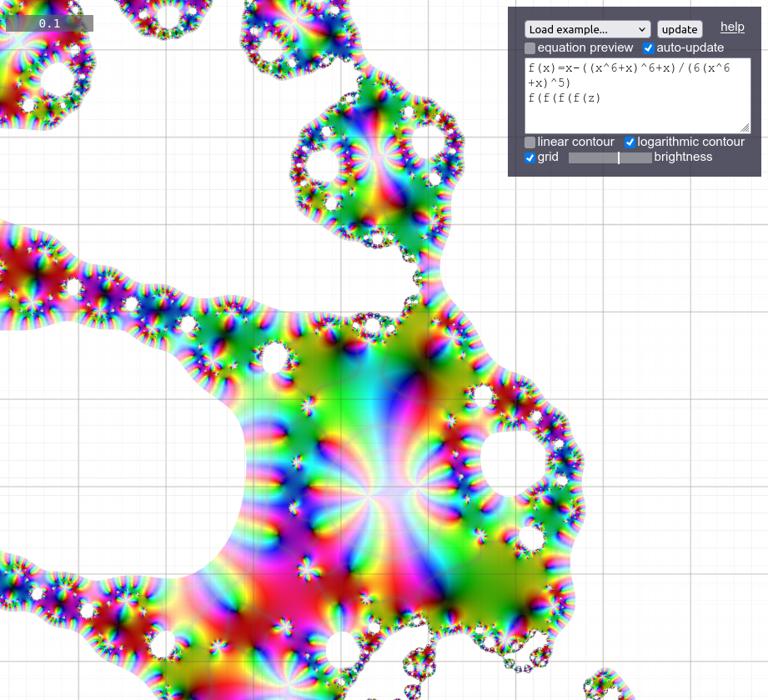 0.1
Load example... update help
equation preview auto-update
f(x)=x-((x^6+x)^6+x)/(6(x^6
+x)^5)
f(f(f(f(z)
linear contour logarithmic contour
grid brightness